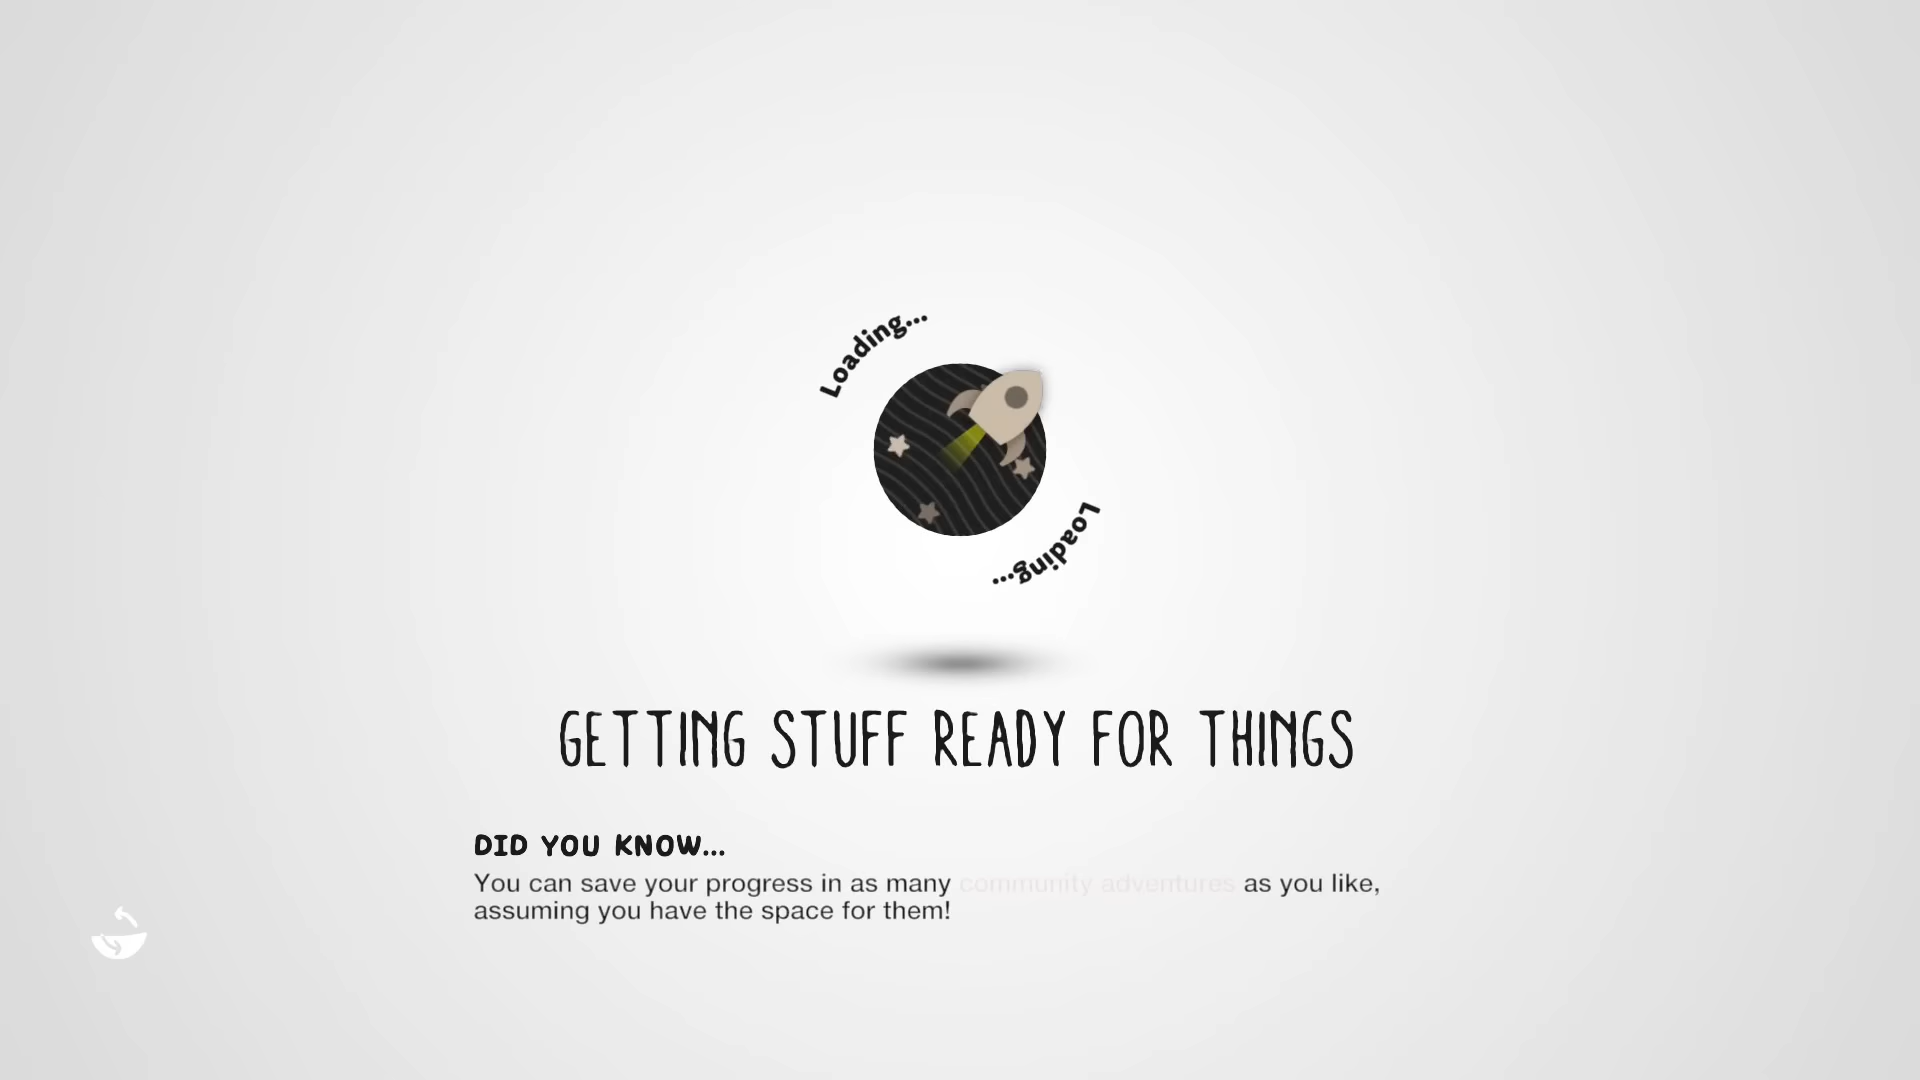 Loading...
Loading...
GETTING STUFF READY FOR THINGS
DID YOU KNOW...
You can save your progress in as many community adventures as you like,
assuming you have the space for them!